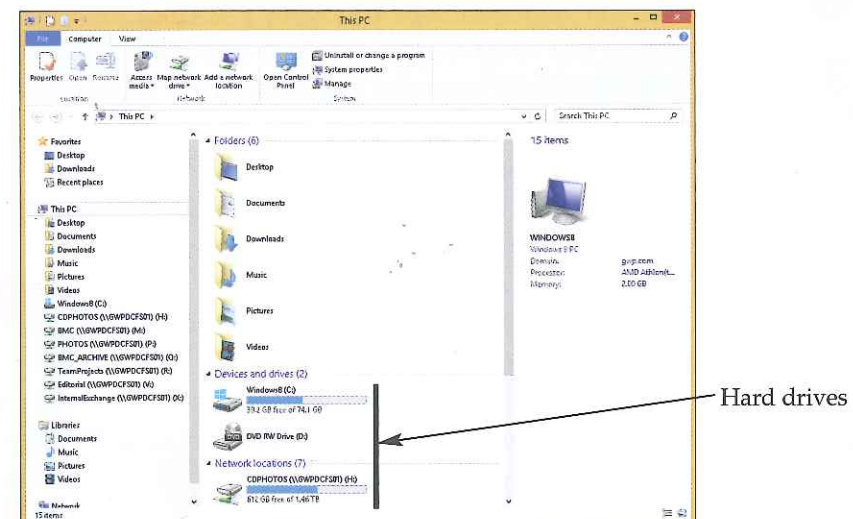 This PC
File
Computer
View
Properties
Open
Rename
Access media
Map network drive
Add a network location
Open Control Panel
Uninstall or change a program
System properties
Manage
Location
Network
System
This PC
Search This PC
Favorites
Desktop
Downloads
Recent places
This PC
Desktop
Documents
Downloads
Music
Pictures
Videos
Windows8 (C:)
CDPHOTOS (\\GWPDCFS01) (H:)
BMC (\\GWPDCFS01) (M:)
PHOTOS (\\GWPDCFS01) (P:)
BMC_ARCHIVE (\\GWPDCFS01) (Q:)
TeamProjects (\\GWPDCFS01) (R:)
Editorial (\\GWPDCFS01) (V:)
InternalExchange (\\GWPDCFS01) (X:)
Libraries
Documents
Music
Pictures
Videos
Network
15 items
Folders (6)
Desktop
Documents
Downloads
Music
Pictures
Videos
Devices and drives (2)
Windows8 (C:)
GB free of 74.1 GB
DVD RW Drive (D:)
Network locations (7)
CDPHOTOS (\\GWPDCFS01) (H:)
612 GB free of 1.46 TB
15 items
WINDOWS8
Windows 8 PC
Domain:
Processor: AMD Athlon(t...
Memory: 2.00 GB
Hard drives